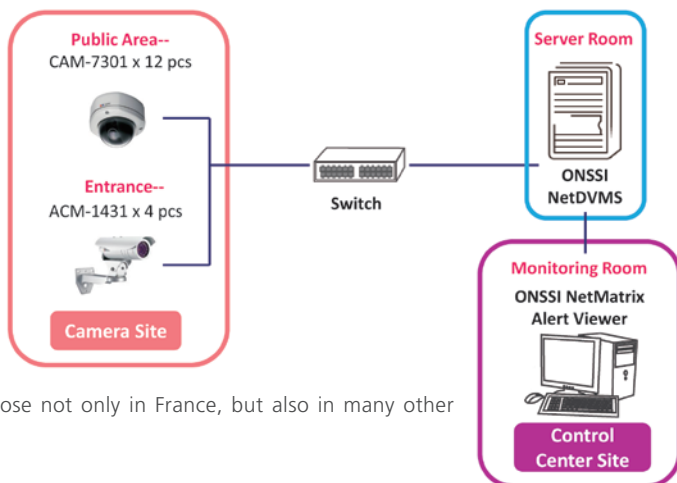 Public Area--
CAM-7301 x 12 pcs
Entrance--
ACM-1431 x 4 pcs
Camera Site
Switch
Server Room
ONSSI
NetDVMS
Monitoring Room
ONSSI NetMatrix
Alert Viewer
Control
Center Site
ose not only in France, but also in many other